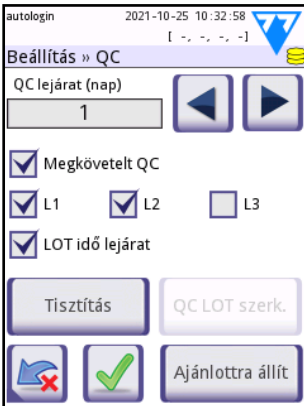 autologin 2021-10-25 10:32:58
[ -, -, -, -]
Beállítás » QC
QC lejárat (nap)
1
Megkövetelt QC
L1 L2 L3
LOT idő lejárat
Tisztítás QC LOT szerk.
Ajánlottra állít